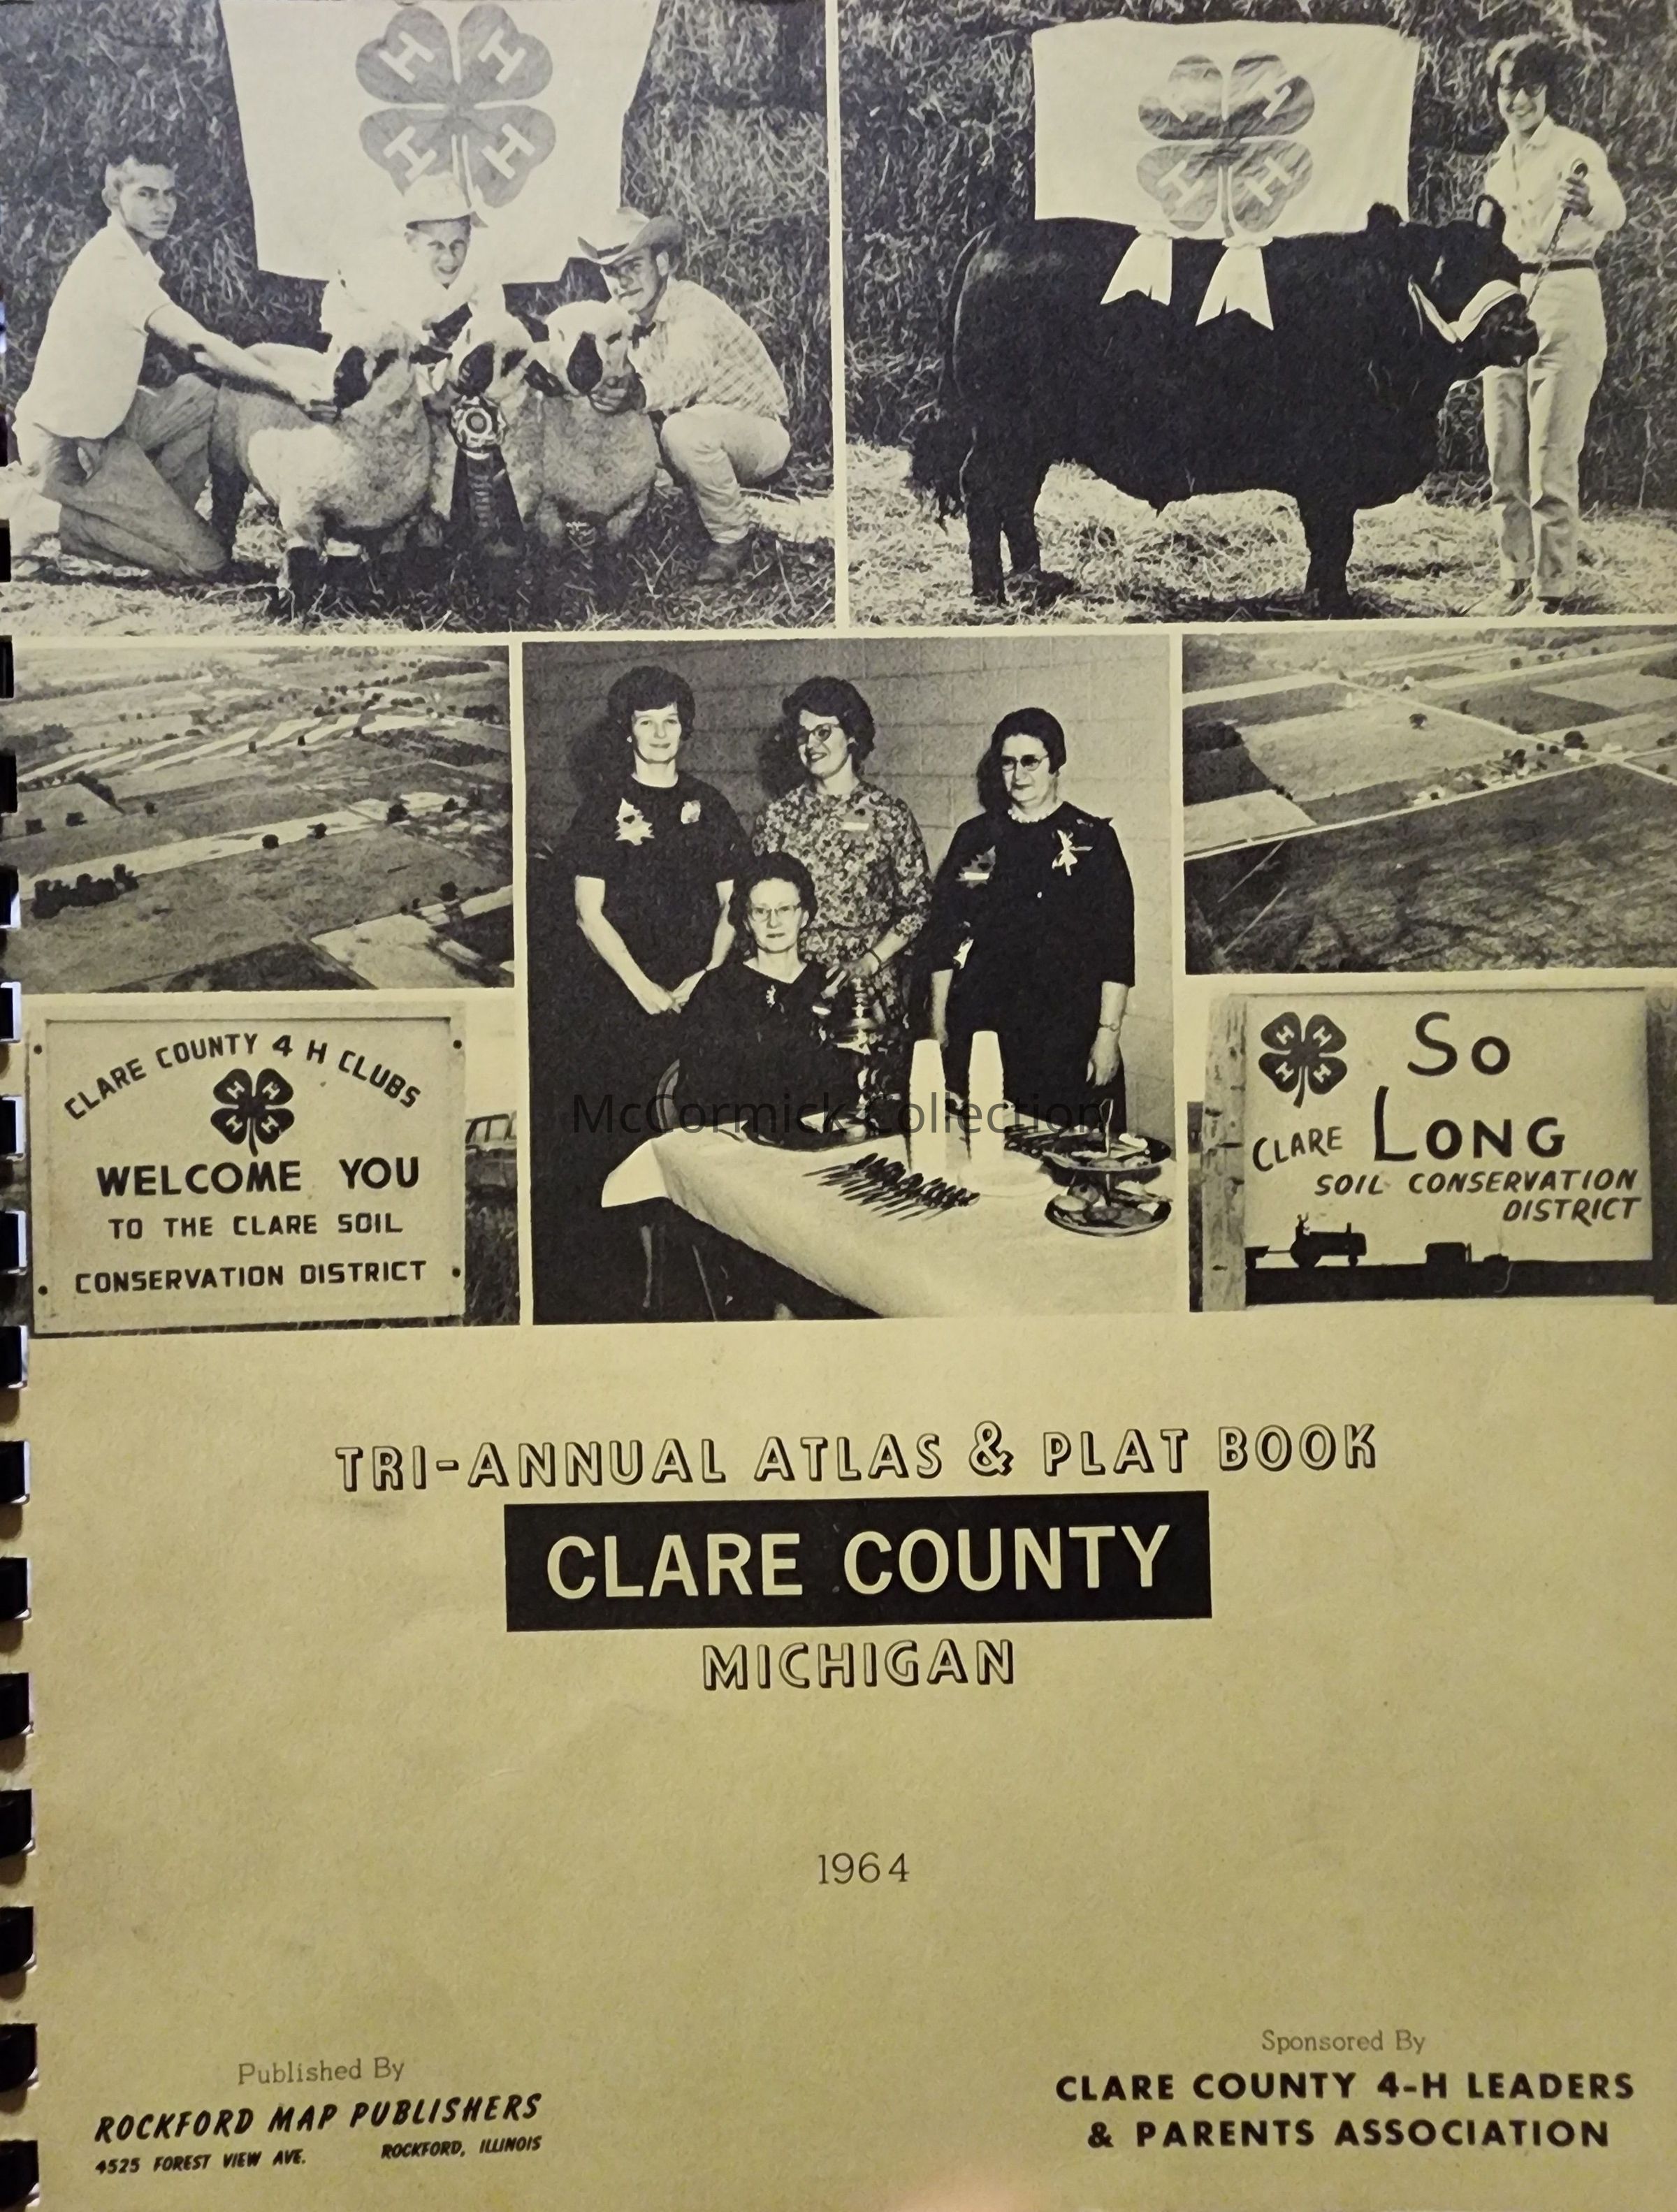 H H
H H
H H
H H
CLARE COUNTY 4 H CLUBS
H H
H H
WELCOME YOU
TO THE CLARE SOIL
CONSERVATION DISTRICT
McCormick Collection
H H
H H
So
CLARE LONG
SOIL CONSERVATION
DISTRICT
TRI-ANNUAL ATLAS & PLAT BOOK
CLARE COUNTY
MICHIGAN
1964
Published By
ROCKFORD MAP PUBLISHERS
4525 FOREST VIEW AVE. ROCKFORD, ILLINOIS
Sponsored By
CLARE COUNTY 4-H LEADERS
& PARENTS ASSOCIATION